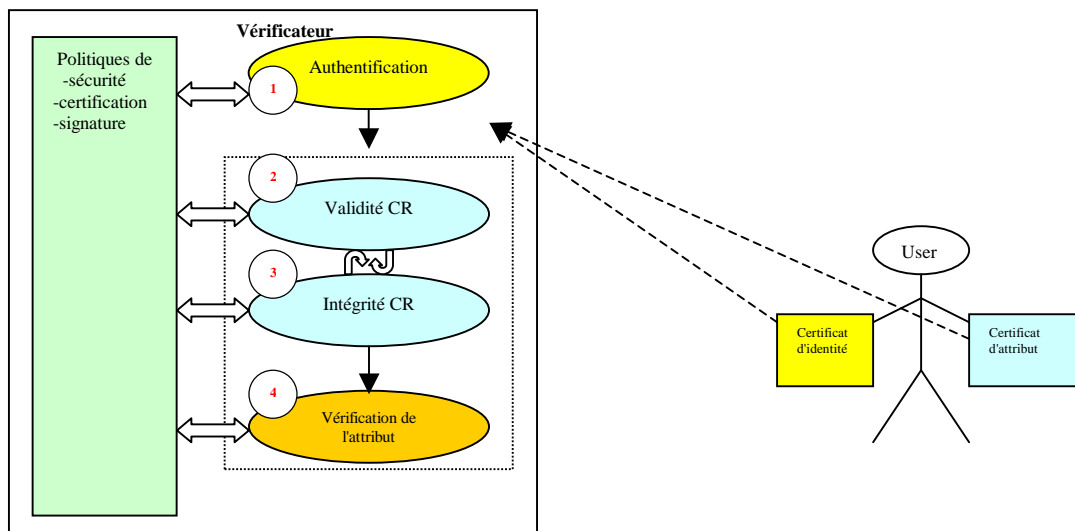 Vérificateur
Politiques de
-sécurité
-certification
-signature
1
Authentification
2
Validité CR
3
Intégrité CR
4
Vérification de
l'attribut
User
Certificat
d'identité
Certificat
d'attribut